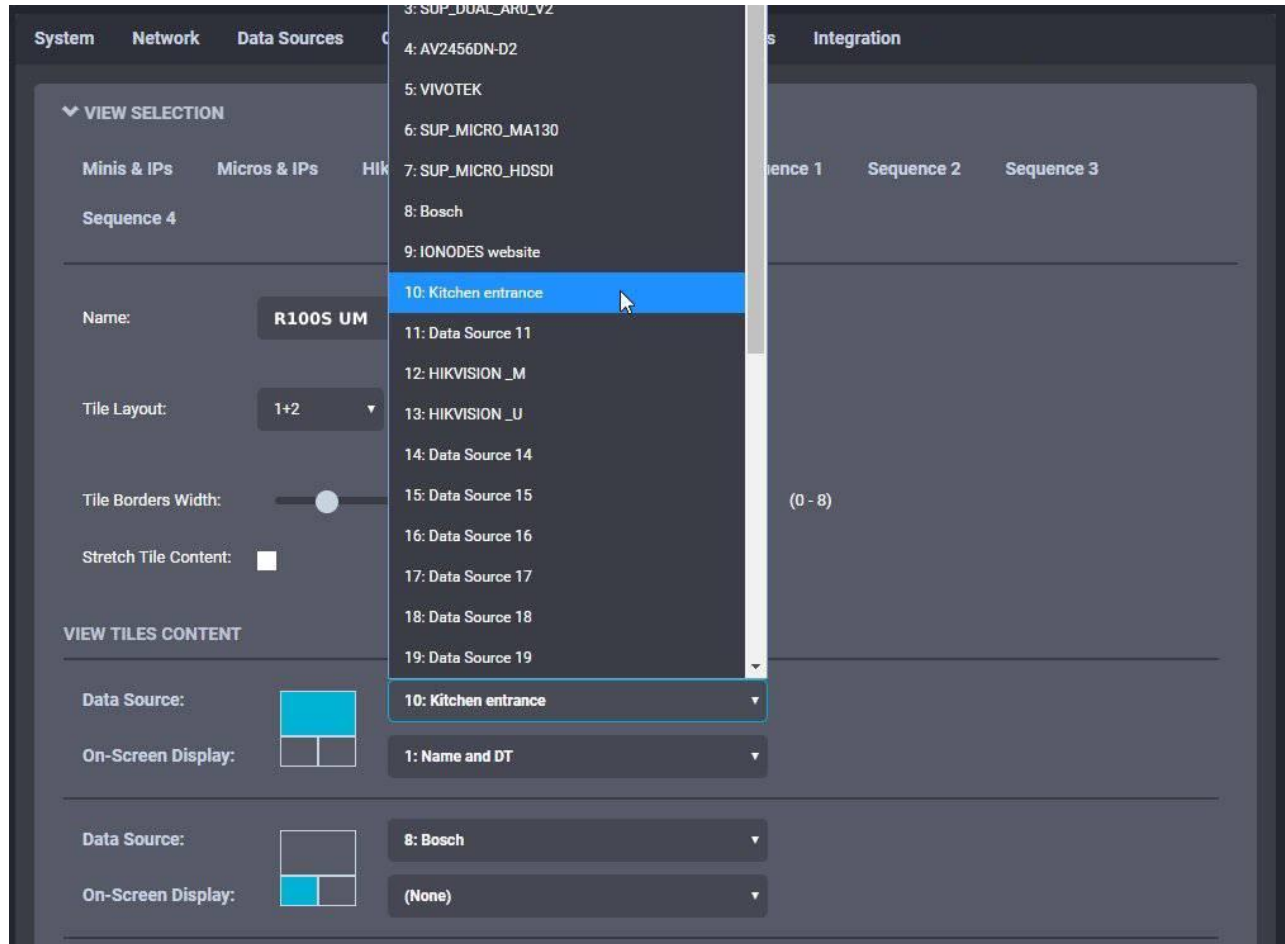 3: SUP_DUAL_AR0_V2
System Network Data Sources Integration
4: AV2456DN-D2
5: VIVOTEK
VIEW SELECTION
6: SUP_MICRO_MA130
Minis & IPs Micros & IPs 7: SUP_MICRO_HDSDI Sequence 2 Sequence 3
Sequence 4 8: Bosch
9: IONODES website
10: Kitchen entrance
Name: R100S UM
11: Data Source 11
12: HIKVISION _M
Tile Layout: 1+2 13: HIKVISION _U
14: Data Source 14
Tile Borders Width: 15: Data Source 15 (0 - 8)
16: Data Source 16
Stretch Tile Content:
17: Data Source 17
18: Data Source 18
VIEW TILES CONTENT
19: Data Source 19
Data Source: 10: Kitchen entrance
On-Screen Display: 1: Name and DT
Data Source: 8: Bosch
On-Screen Display: (None)